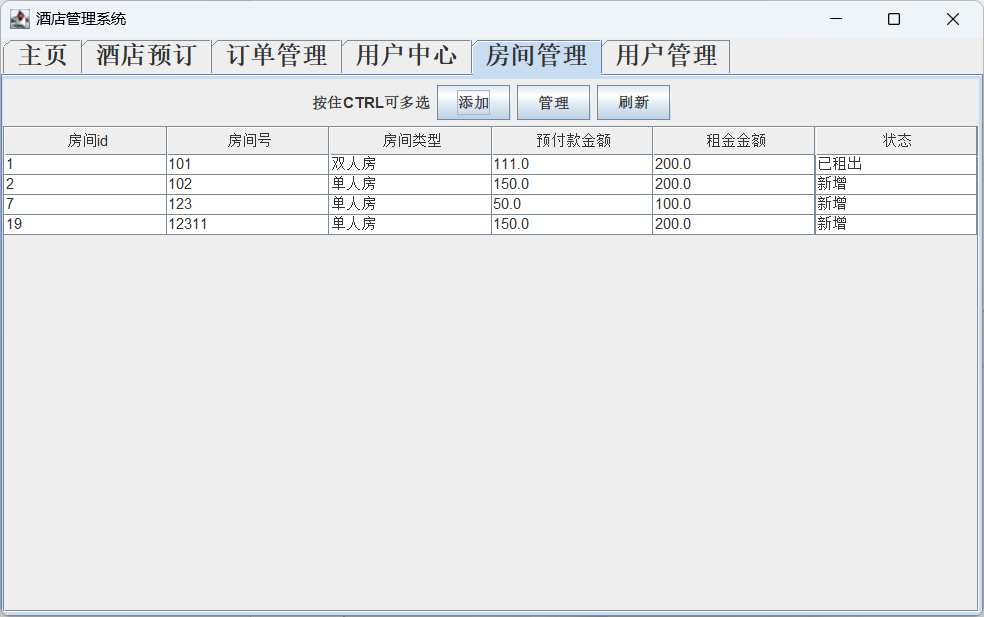 酒店管理系统
主页 酒店预订 订单管理 用户中心 房间管理 用户管理
按住CTRL可多选 添加 管理 刷新
房间id 房间号 房间类型 预付款金额 租金金额 状态
1 101 双人房 111.0 200.0 已租出
2 102 单人房 150.0 200.0 新增
7 123 单人房 50.0 100.0 新增
19 12311 单人房 150.0 200.0 新增